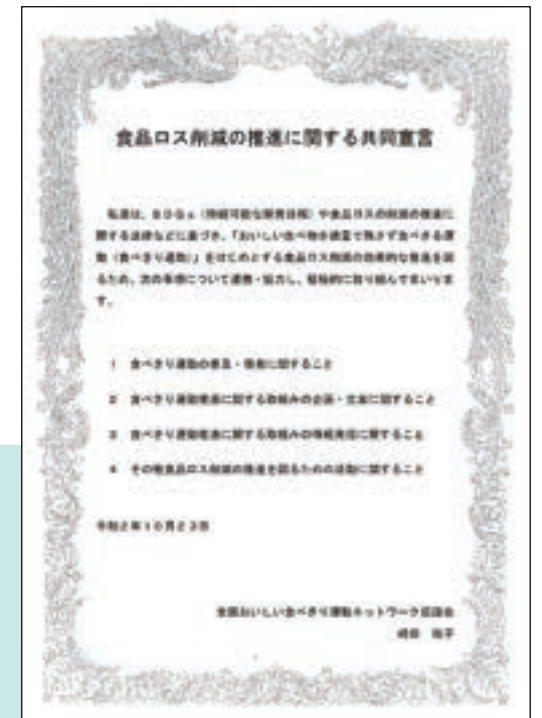 食品ロス削減の推進に関する共同宣言
私達は、SDGs（持続可能な開発目標）や食品ロスの削減の推進に
関する法律などに基づき、「おいしい食べ物を適量で残さず食べきる運
動（食べきり運動）」をはじめとする食品ロス削減の効果的な推進を図
るため、次の事項について連携・協力し、積極的に取り組んでまいりま
す。
1 食べきり運動の普及・啓発に関すること
2 食べきり運動推進に関する取組みの企画・立案に関すること
3 食べきり運動推進に関する取組みの情報発信に関すること
4 その他食品ロス削減の推進を図るための活動に関すること
令和2年10月23日
全国おいしい食べきり運動ネットワーク協議会